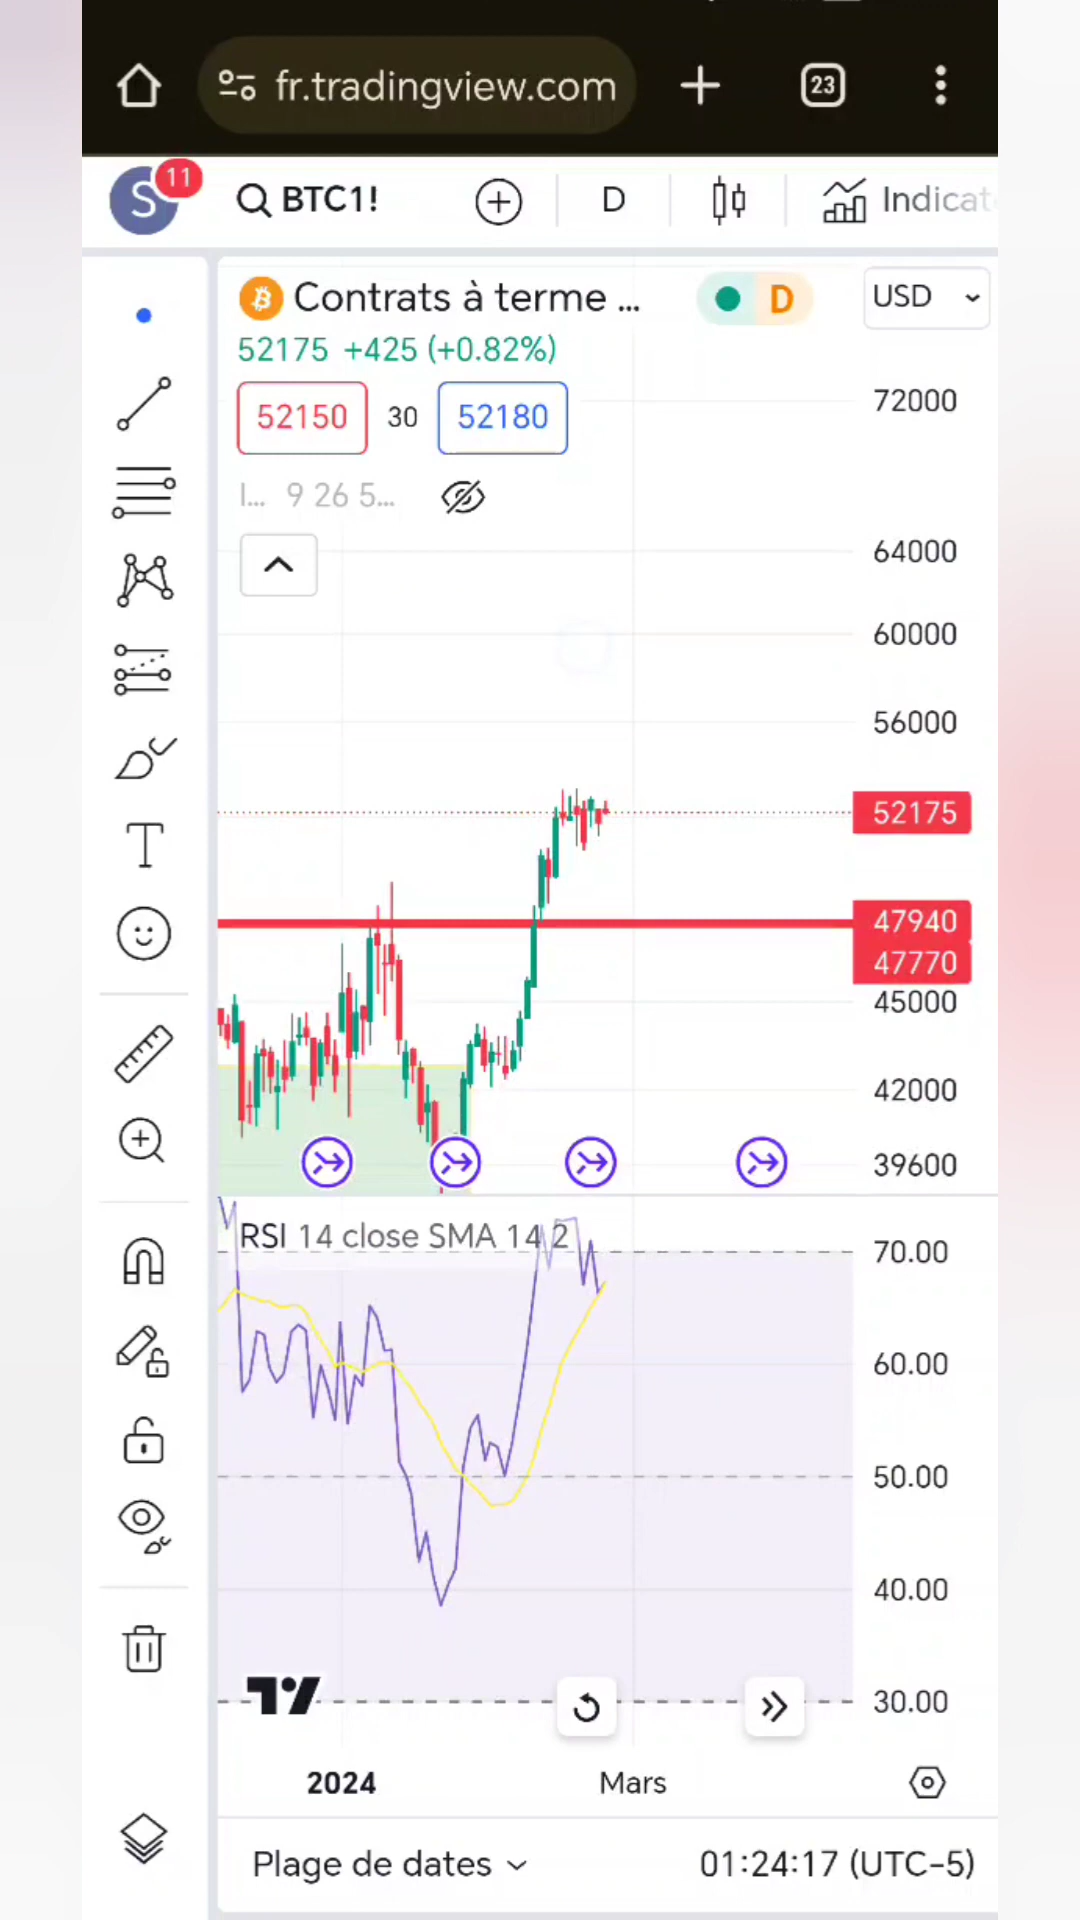 fr.tradingview.com
23
S
11
BTC1!
D
Indicat
Contrats à terme ...
D
USD
52175 +425 (+0.82%)
52150
30
52180
I... 9 26 5...
72000
64000
60000
56000
52175
47940
47770
45000
42000
39600
RSI 14 close SMA 14 2
70.00
60.00
50.00
40.00
30.00
2024
Mars
Plage de dates
01:24:17 (UTC-5)